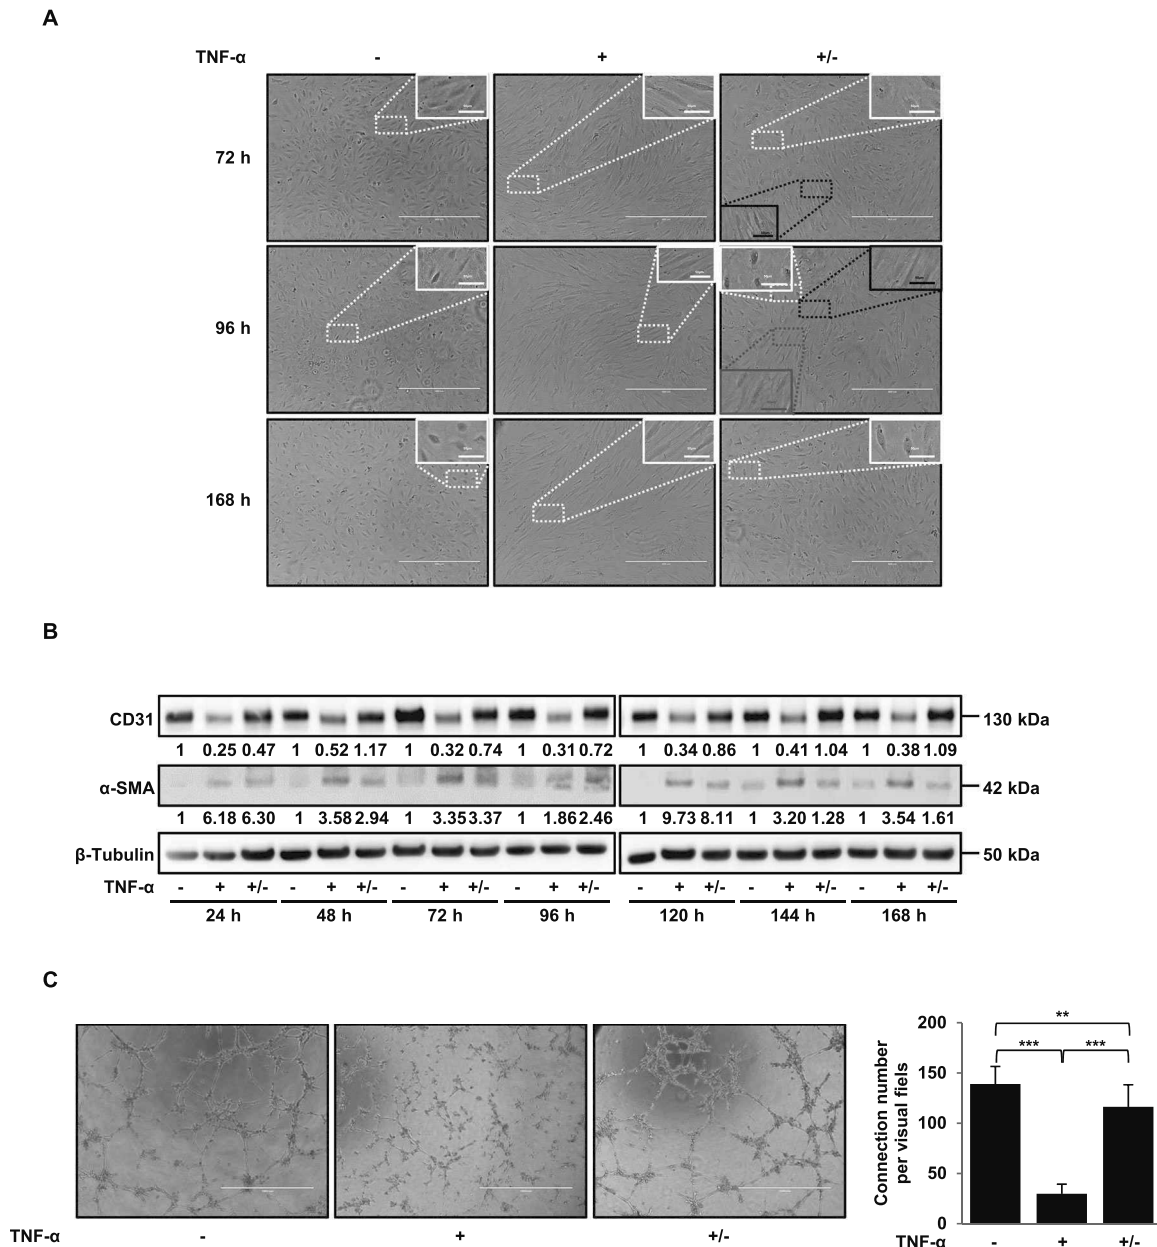 A
TNF-α - + +/-
72 h
96 h
168 h
B
CD31 130 kDa
1 0.25 0.47 1 0.52 1.17 1 0.32 0.74 1 0.31 0.72 1 0.34 0.86 1 0.41 1.04 1 0.38 1.09
α-SMA 42 kDa
1 6.18 6.30 1 3.58 2.94 1 3.35 3.37 1 1.86 2.46 1 9.73 8.11 1 3.20 1.28 1 3.54 1.61
β-Tubulin 50 kDa
TNF-α - + +/- - + +/- - + +/- - + +/- - + +/- - + +/- - + +/-
24 h 48 h 72 h 96 h 120 h 144 h 168 h
C
TNF-α - + +/-
Connection number
per visual fiels
200
150
100
50
0
** 
*** ***
TNF-α - + +/-